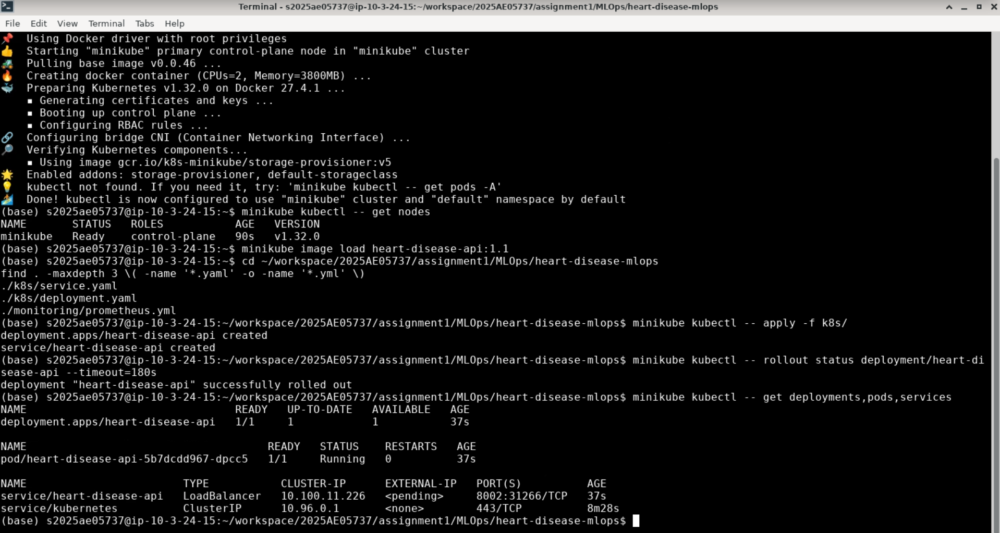 Terminal - s2025ae05737@ip-10-3-24-15:~/workspace/2025AE05737/assignment1/MLOps/heart-disease-mlops
File Edit View Terminal Tabs Help
Using Docker driver with root privileges
Starting "minikube" primary control-plane node in "minikube" cluster
Pulling base image v0.0.46 ...
Creating docker container (CPUs=2, Memory=3800MB) ...
Preparing Kubernetes v1.32.0 on Docker 27.4.1 ...
▪ Generating certificates and keys ...
▪ Booting up control plane ...
▪ Configuring RBAC rules ...
Configuring bridge CNI (Container Networking Interface) ...
Verifying Kubernetes components...
▪ Using image gcr.io/k8s-minikube/storage-provisioner:v5
Enabled addons: storage-provisioner, default-storageclass
kubectl not found. If you need it, try: 'minikube kubectl -- get pods -A'
Done! kubectl is now configured to use "minikube" cluster and "default" namespace by default
(base) s2025ae05737@ip-10-3-24-15:~$ minikube kubectl -- get nodes
NAME       STATUS   ROLES           AGE   VERSION
minikube   Ready    control-plane   90s   v1.32.0
(base) s2025ae05737@ip-10-3-24-15:~$ minikube image load heart-disease-api:1.1
(base) s2025ae05737@ip-10-3-24-15:~$ cd ~/workspace/2025AE05737/assignment1/MLOps/heart-disease-mlops
find . -maxdepth 3 \( -name '*.yaml' -o -name '*.yml' \)
./k8s/service.yaml
./k8s/deployment.yaml
./monitoring/prometheus.yml
(base) s2025ae05737@ip-10-3-24-15:~/workspace/2025AE05737/assignment1/MLOps/heart-disease-mlops$ minikube kubectl -- apply -f k8s/
deployment.apps/heart-disease-api created
service/heart-disease-api created
(base) s2025ae05737@ip-10-3-24-15:~/workspace/2025AE05737/assignment1/MLOps/heart-disease-mlops$ minikube kubectl -- rollout status deployment/heart-di
sease-api --timeout=180s
deployment "heart-disease-api" successfully rolled out
(base) s2025ae05737@ip-10-3-24-15:~/workspace/2025AE05737/assignment1/MLOps/heart-disease-mlops$ minikube kubectl -- get deployments,pods,services
NAME                                READY   UP-TO-DATE   AVAILABLE   AGE
deployment.apps/heart-disease-api   1/1     1            1           37s
NAME                                     READY   STATUS    RESTARTS   AGE
pod/heart-disease-api-5b7dcdd967-dpcc5   1/1     Running   0          37s
NAME                        TYPE           CLUSTER-IP      EXTERNAL-IP   PORT(S)          AGE
service/heart-disease-api   LoadBalancer   10.100.11.226   <pending>     8002:31266/TCP   37s
service/kubernetes          ClusterIP      10.96.0.1       <none>        443/TCP          8m28s
(base) s2025ae05737@ip-10-3-24-15:~/workspace/2025AE05737/assignment1/MLOps/heart-disease-mlops$